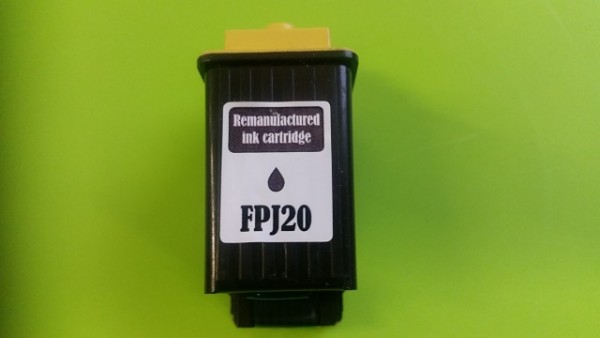 Remanufactured
ink cartridge
FPJ20